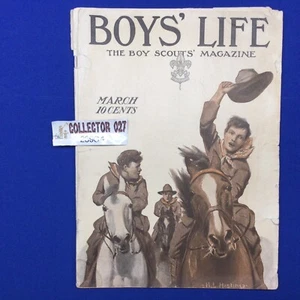 BOYS' LIFE
THE BOY SCOUTS' MAGAZINE
MARCH
10 CENTS
COLLECTOR 027